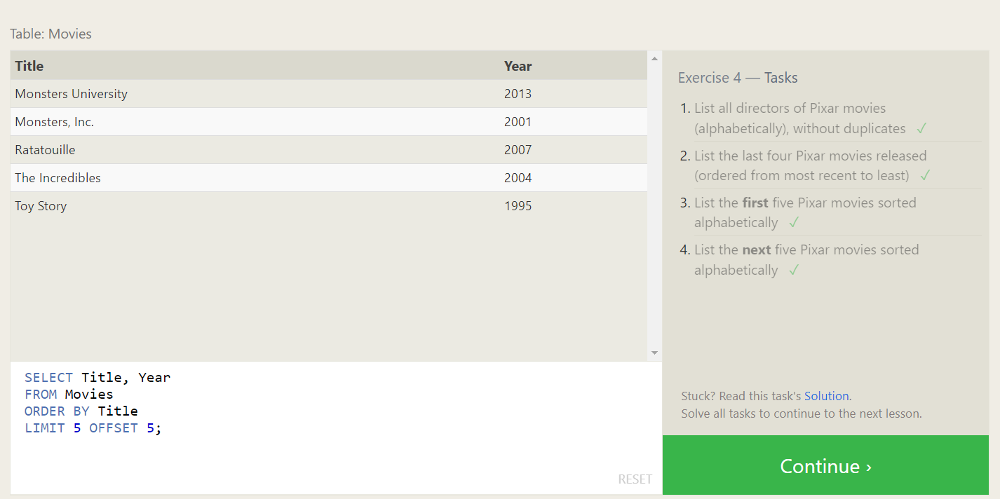 Table: Movies
Title Year
Monsters University 2013
Monsters, Inc. 2001
Ratatouille 2007
The Incredibles 2004
Toy Story 1995
SELECT Title, Year
FROM Movies
ORDER BY Title
LIMIT 5 OFFSET 5;
RESET
Exercise 4 — Tasks
1. List all directors of Pixar movies
(alphabetically), without duplicates ✓
2. List the last four Pixar movies released
(ordered from most recent to least) ✓
3. List the first five Pixar movies sorted
alphabetically ✓
4. List the next five Pixar movies sorted
alphabetically ✓
Stuck? Read this task's Solution.
Solve all tasks to continue to the next lesson.
Continue ›